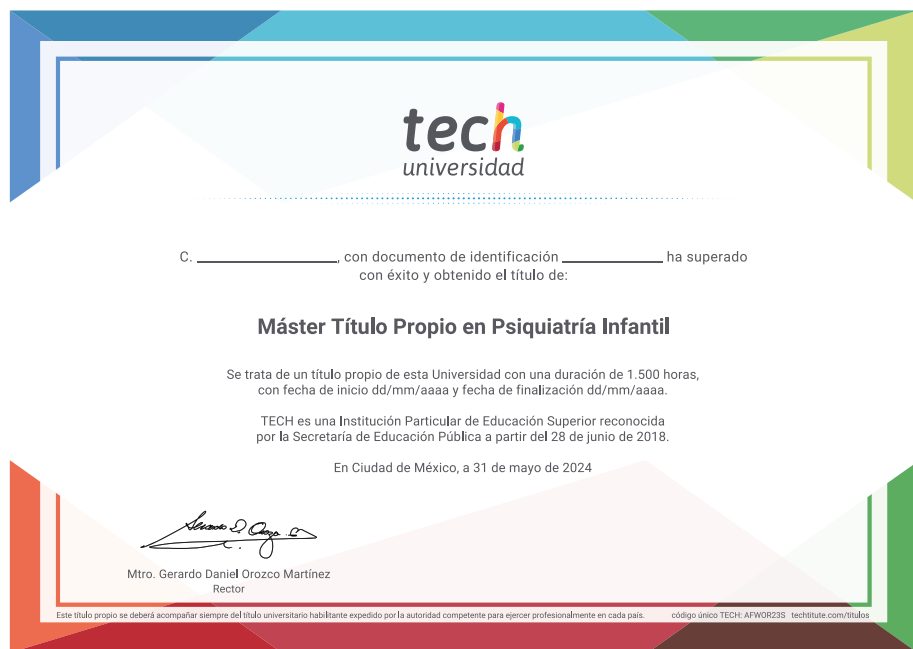 tech
universidad
C. ________________, con documento de identificación ____________ ha superado
con éxito y obtenido el título de:
Máster Título Propio en Psiquiatría Infantil
Se trata de un título propio de esta Universidad con una duración de 1.500 horas,
con fecha de inicio dd/mm/aaaa y fecha de finalización dd/mm/aaaa.
TECH es una Institución Particular de Educación Superior reconocida
por la Secretaría de Educación Pública a partir del 28 de junio de 2018.
En Ciudad de México, a 31 de mayo de 2024
Mtro. Gerardo Daniel Orozco Martínez
Rector
Este título propio se deberá acompañar siempre del título universitario habilitante expedido por la autoridad competente para ejercer profesionalmente en cada país. código único TECH: AFWOR23S techtitute.com/titulos